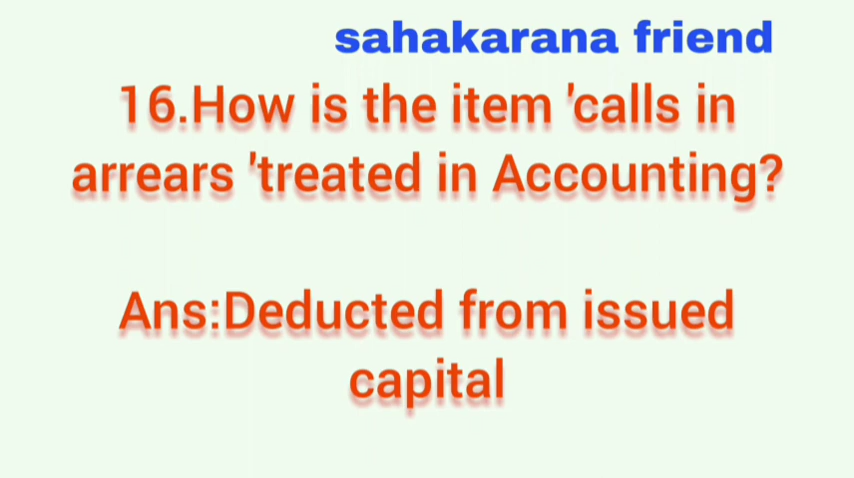 sahakarana friend
16.How is the item 'calls in
arrears 'treated in Accounting?
Ans:Deducted from issued
capital